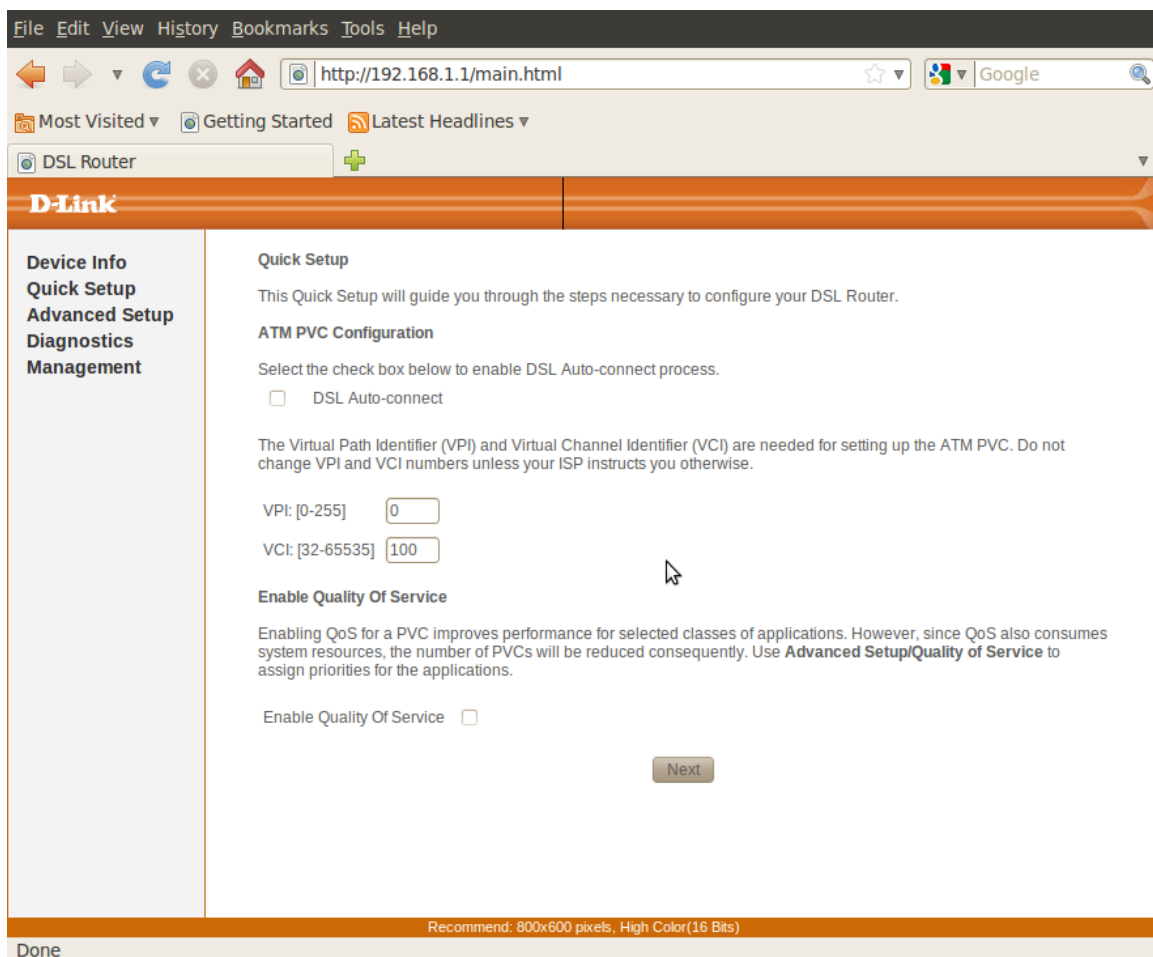 File Edit View History Bookmarks Tools Help
http://192.168.1.1/main.html
Google
Most Visited Getting Started Latest Headlines
DSL Router
D-Link
Device Info
Quick Setup
Advanced Setup
Diagnostics
Management
Quick Setup
This Quick Setup will guide you through the steps necessary to configure your DSL Router.
ATM PVC Configuration
Select the check box below to enable DSL Auto-connect process.
DSL Auto-connect
The Virtual Path Identifier (VPI) and Virtual Channel Identifier (VCI) are needed for setting up the ATM PVC. Do not
change VPI and VCI numbers unless your ISP instructs you otherwise.
VPI: [0-255] 0
VCI: [32-65535] 100
Enable Quality Of Service
Enabling QoS for a PVC improves performance for selected classes of applications. However, since QoS also consumes
system resources, the number of PVCs will be reduced consequently. Use Advanced Setup/Quality of Service to
assign priorities for the applications.
Enable Quality Of Service
Next
Recommend: 800x600 pixels, High Color(16 Bits)
Done